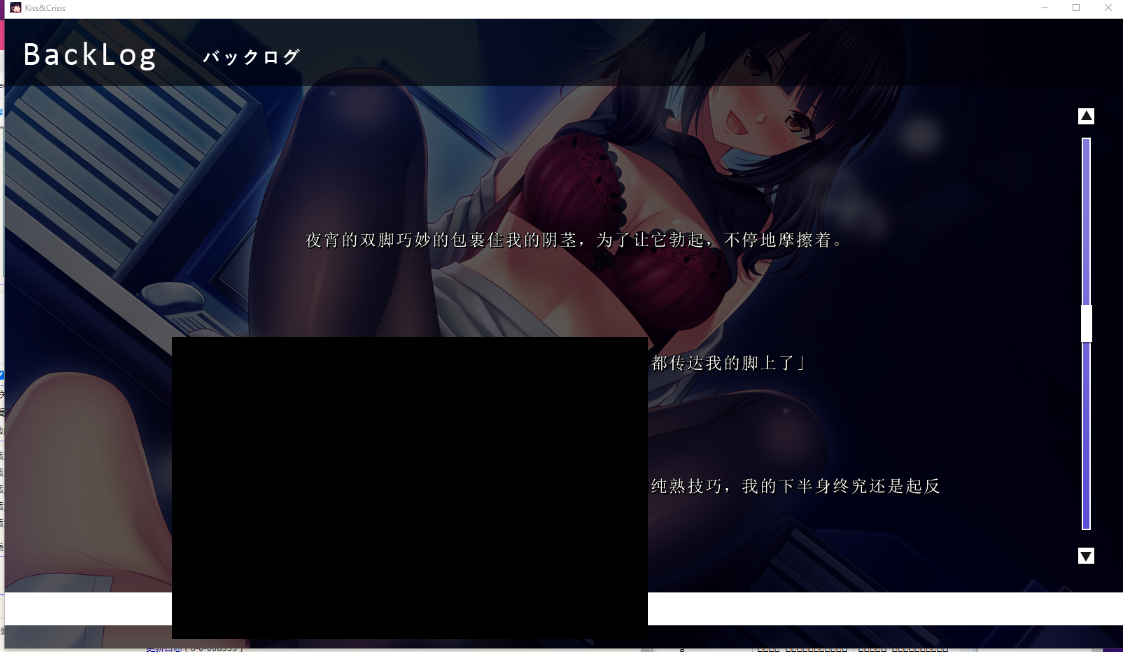 Kiss&Crisis
BackLog バックログ
夜宵的双脚巧妙的包裹住我的阴茎，为了让它勃起，不停地摩擦着。
都传达我的脚上了」
纯熟技巧，我的下半身终究还是起反